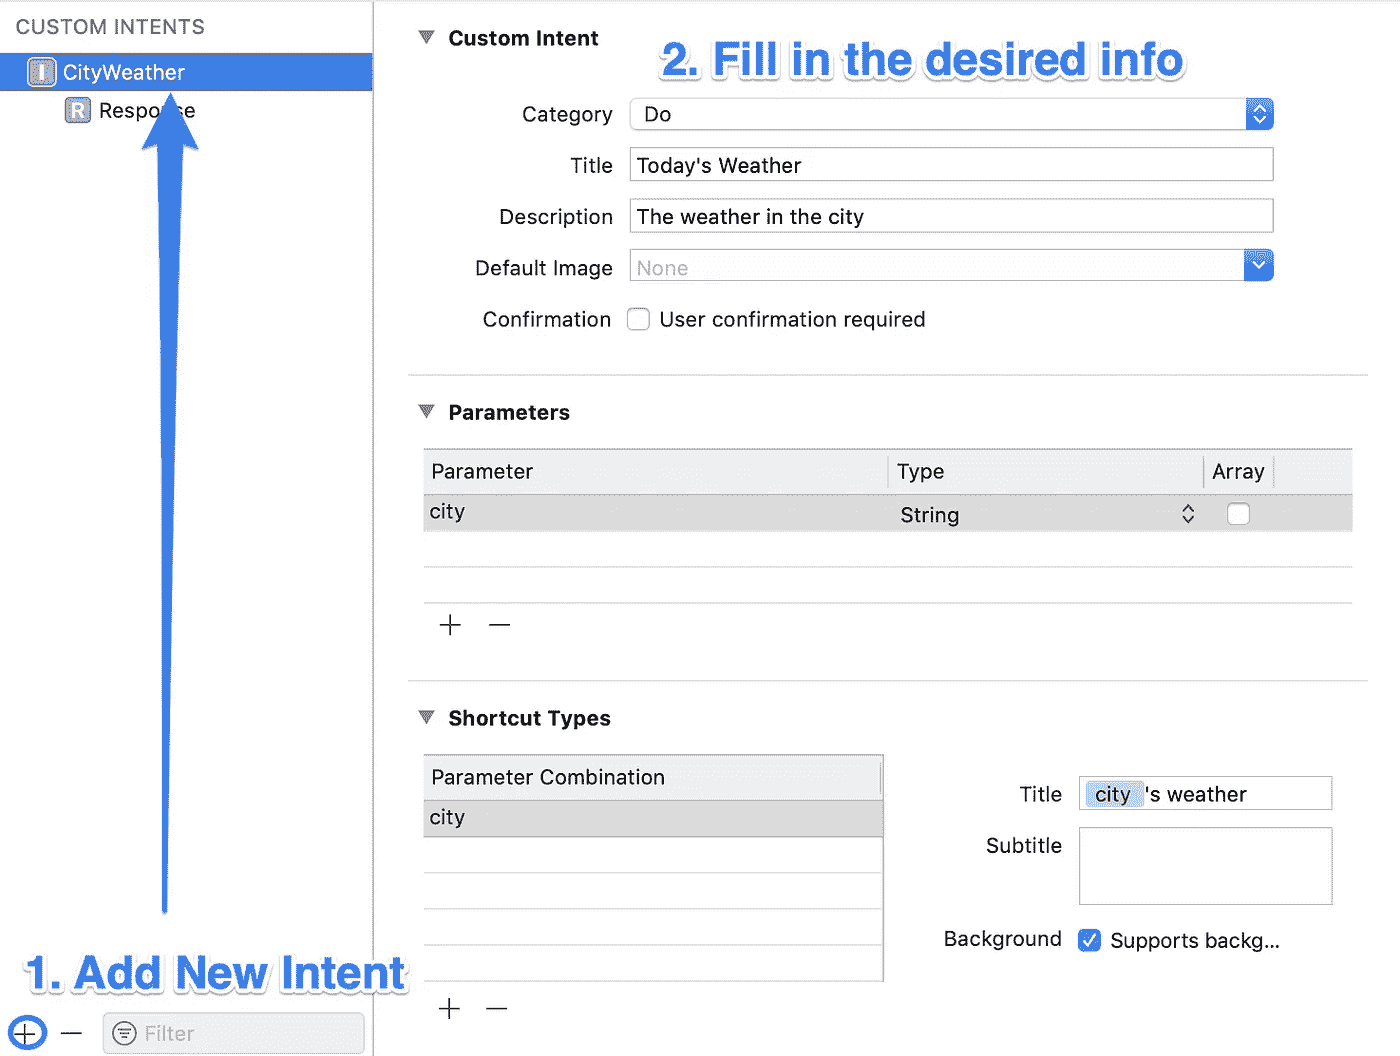 CUSTOM INTENTS
I CityWeather
R Response
1. Add New Intent
Filter
Custom Intent
2. Fill in the desired info
Category Do
Title Today's Weather
Description The weather in the city
Default Image None
Confirmation User confirmation required
Parameters
Parameter Type Array
city String
Shortcut Types
Parameter Combination
city
Title city 's weather
Subtitle
Background Supports backg...